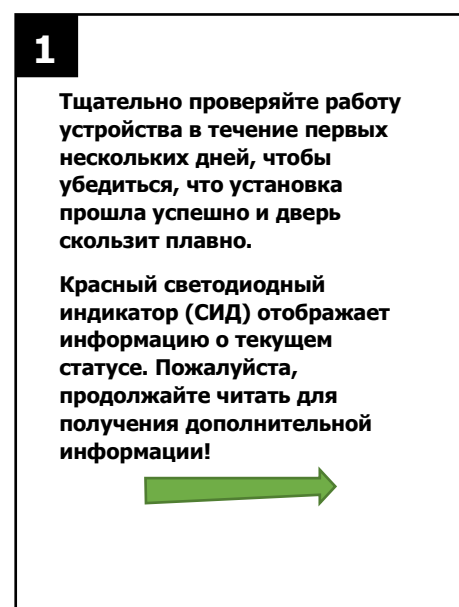 1
Тщательно проверяйте работу
устройства в течение первых
нескольких дней, чтобы
убедиться, что установка
прошла успешно и дверь
скользит плавно.
Красный светодиодный
индикатор (СИД) отображает
информацию о текущем
статусе. Пожалуйста,
продолжайте читать для
получения дополнительной
информации!